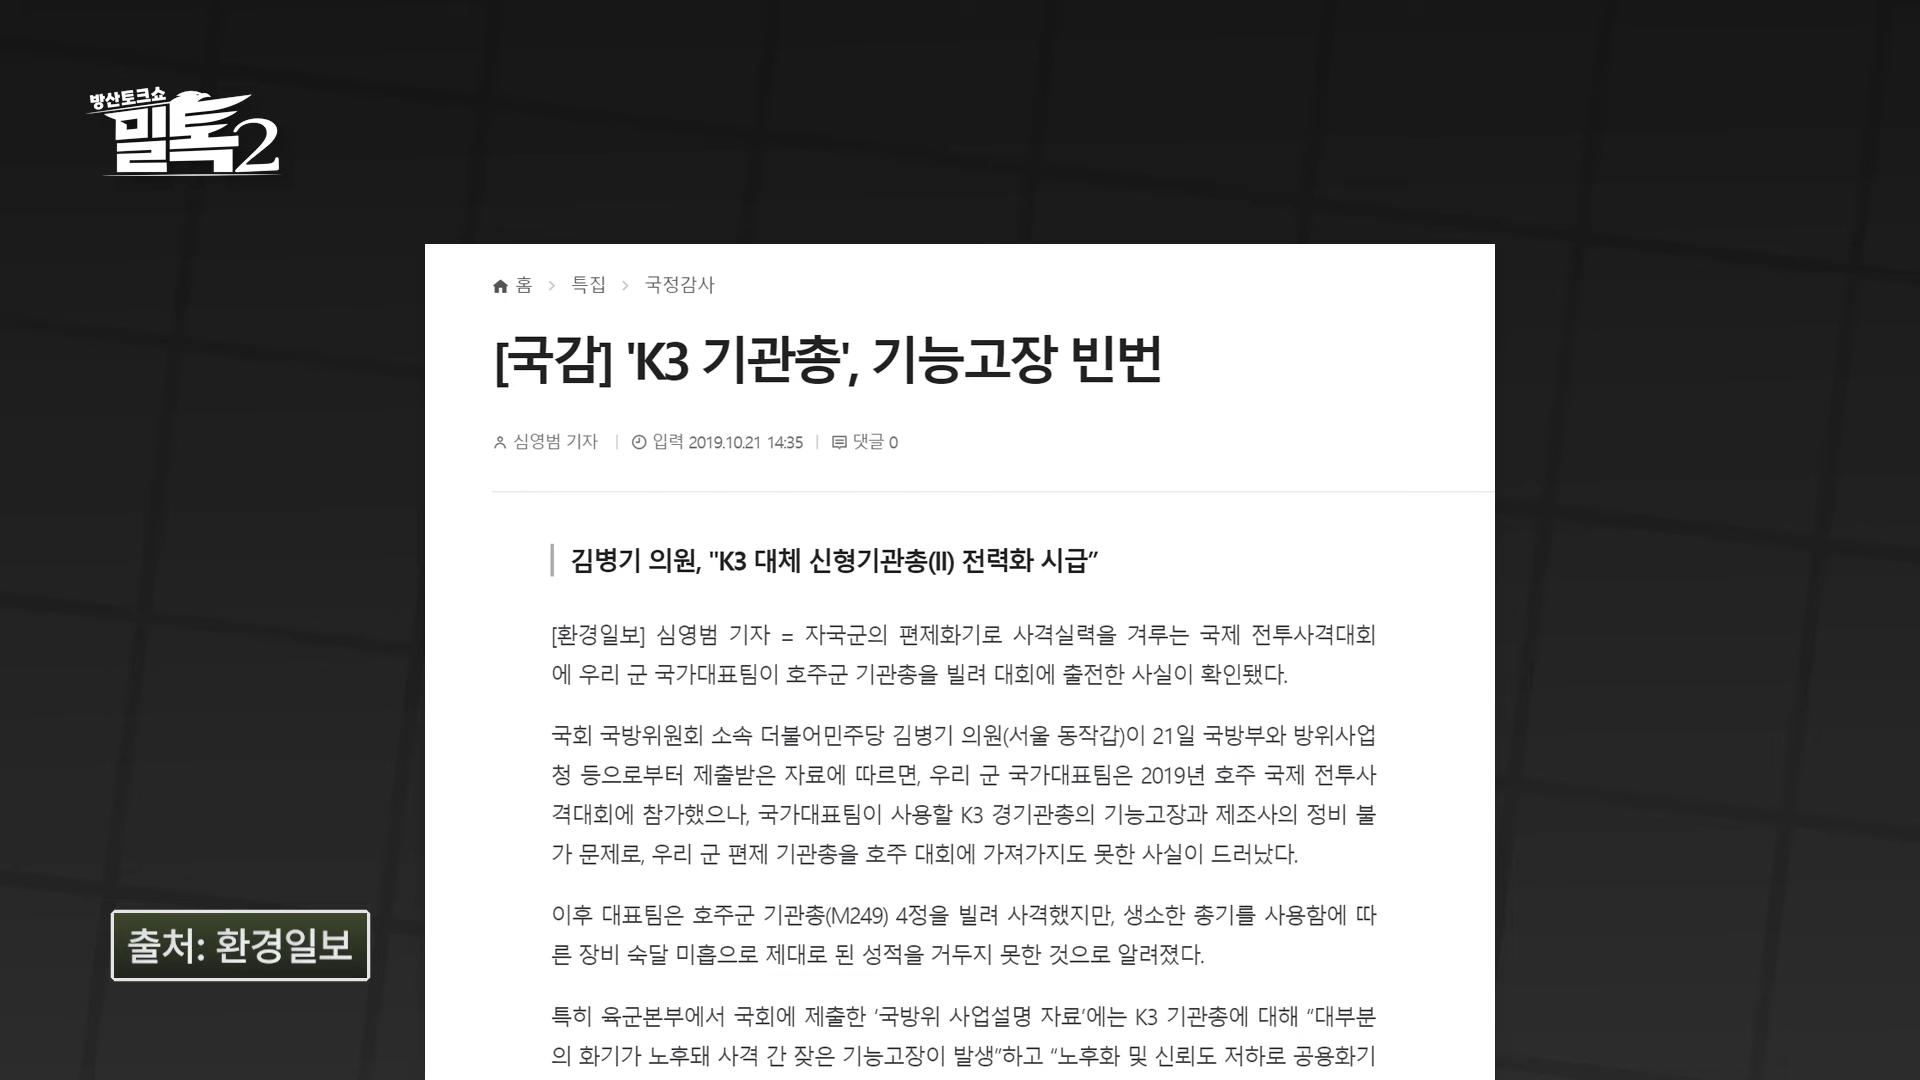 방산토크쇼
밀톡2
홈 > 특집 > 국정감사
[국감] 'K3 기관총', 기능고장 빈번
심영범 기자 | 입력 2019.10.21 14:35 | 댓글 0
김병기 의원, "K3 대체 신형기관총(II) 전력화 시급”
[환경일보] 심영범 기자 = 자국군의 편제화기로 사격실력을 겨루는 국제 전투사격대회
에 우리 군 국가대표팀이 호주군 기관총을 빌려 대회에 출전한 사실이 확인됐다.
국회 국방위원회 소속 더불어민주당 김병기 의원(서울 동작갑)이 21일 국방부와 방위사업
청 등으로부터 제출받은 자료에 따르면, 우리 군 국가대표팀은 2019년 호주 국제 전투사
격대회에 참가했으나, 국가대표팀이 사용할 K3 경기관총의 기능고장과 제조사의 정비 불
가 문제로, 우리 군 편제 기관총을 호주 대회에 가져가지도 못한 사실이 드러났다.
이후 대표팀은 호주군 기관총(M249) 4정을 빌려 사격했지만, 생소한 총기를 사용함에 따
른 장비 숙달 미흡으로 제대로 된 성적을 거두지 못한 것으로 알려졌다.
특히 육군본부에서 국회에 제출한 ‘국방위 사업설명 자료’에는 K3 기관총에 대해 “대부분
의 화기가 노후돼 사격 간 잦은 기능고장이 발생”하고 “노후화 및 신뢰도 저하로 공용화기
출처: 환경일보